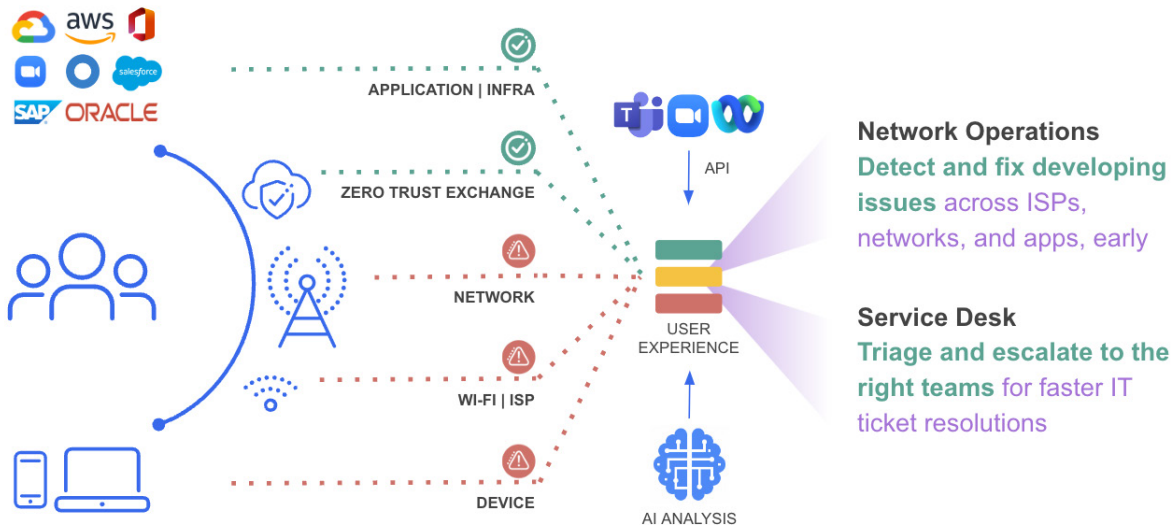 aws
salesforce
SAP ORACLE
APPLICATION | INFRA
ZERO TRUST EXCHANGE
NETWORK
WI-FI | ISP
DEVICE
T
API
USER
EXPERIENCE
AI ANALYSIS
Network Operations
Detect and fix developing
issues across ISPs,
networks, and apps, early
Service Desk
Triage and escalate to the
right teams for faster IT
ticket resolutions